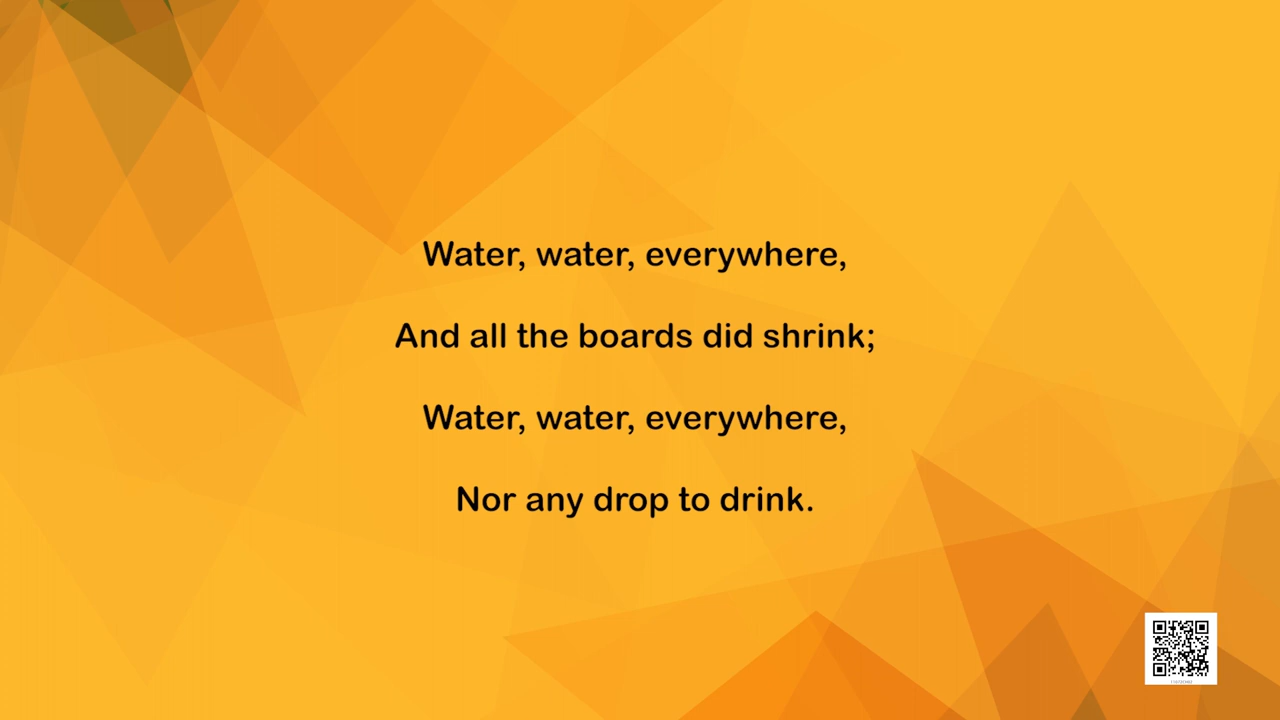 Water, water, everywhere,
And all the boards did shrink;
Water, water, everywhere,
Nor any drop to drink.